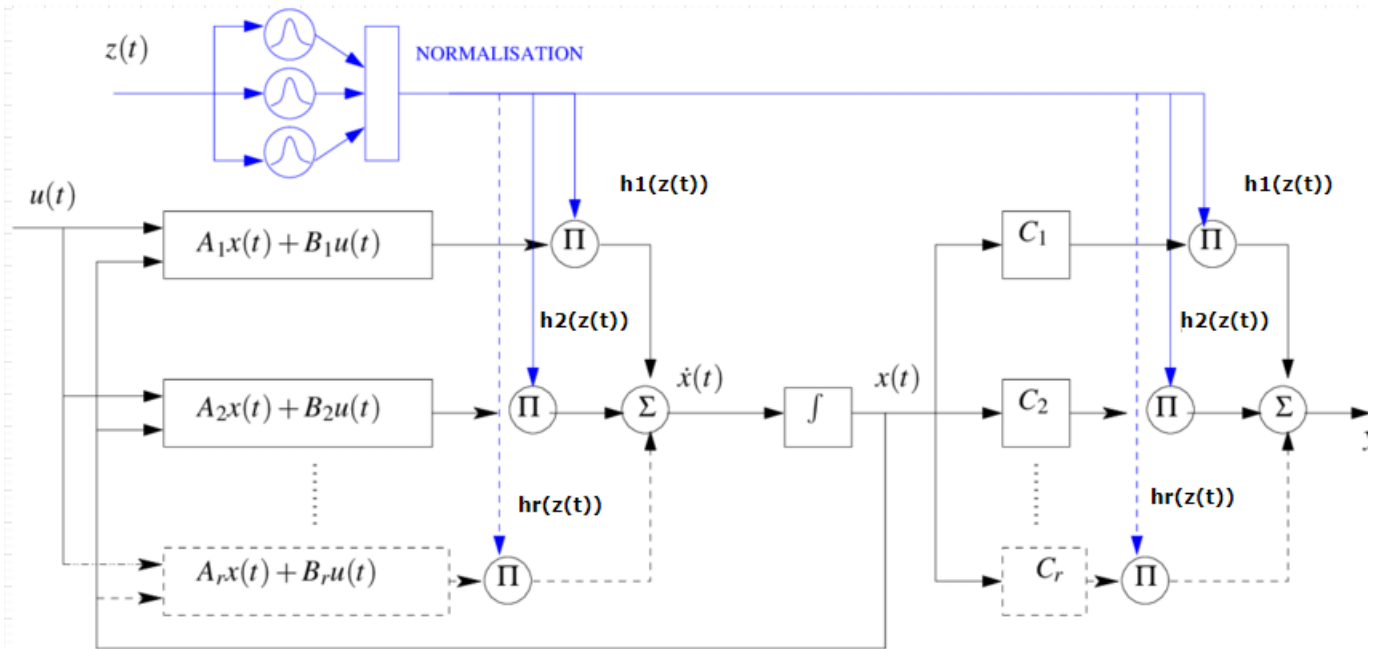 z(t)
NORMALISATION
h1(z(t))
h1(z(t))
u(t)
A₁x(t) + B₁u(t)
Π
C₁
Π
h2(z(t))
h2(z(t))
A₂x(t) + B₂u(t)
Π
Σ
ẋ(t)
∫
x(t)
C₂
Π
Σ
hr(z(t))
hr(z(t))
Aᵣx(t) + Bᵣu(t)
Π
Cᵣ
Π